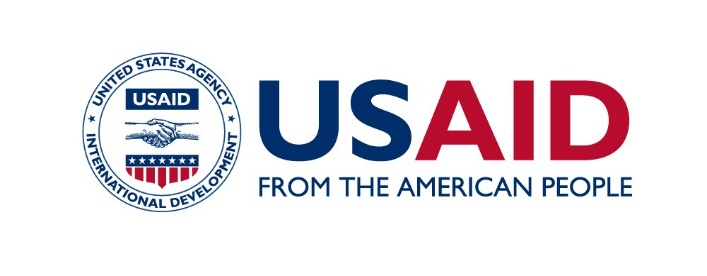 UNITED STATES AGENCY
USAID
INTERNATIONAL DEVELOPMENT
USAID
FROM THE AMERICAN PEOPLE